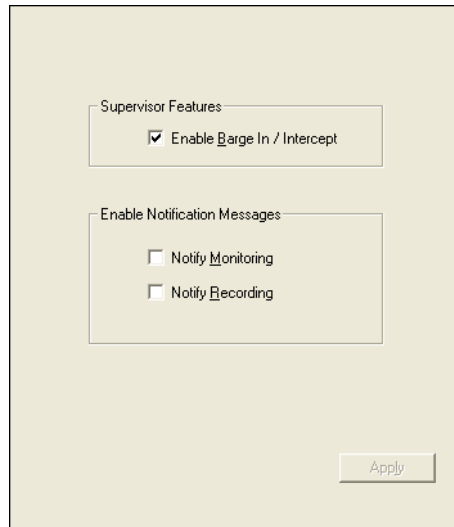 Supervisor Features
Enable Barge In / Intercept
Enable Notification Messages
Notify Monitoring
Notify Recording
Apply